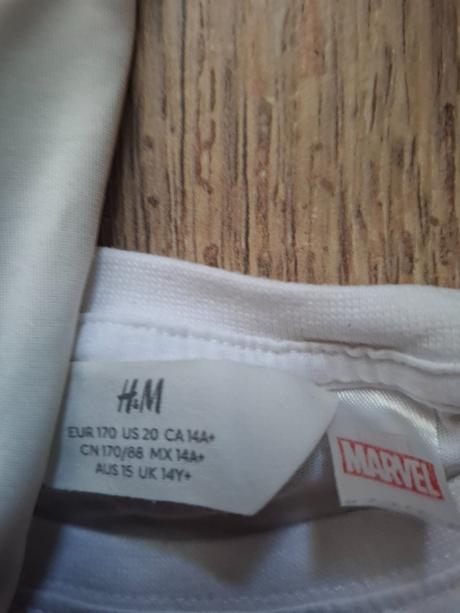 H&M
EUR 170 US 20 CA 14A+
CN 170/88 MX 14A+
AUS 15 UK 14Y+
MARVEL